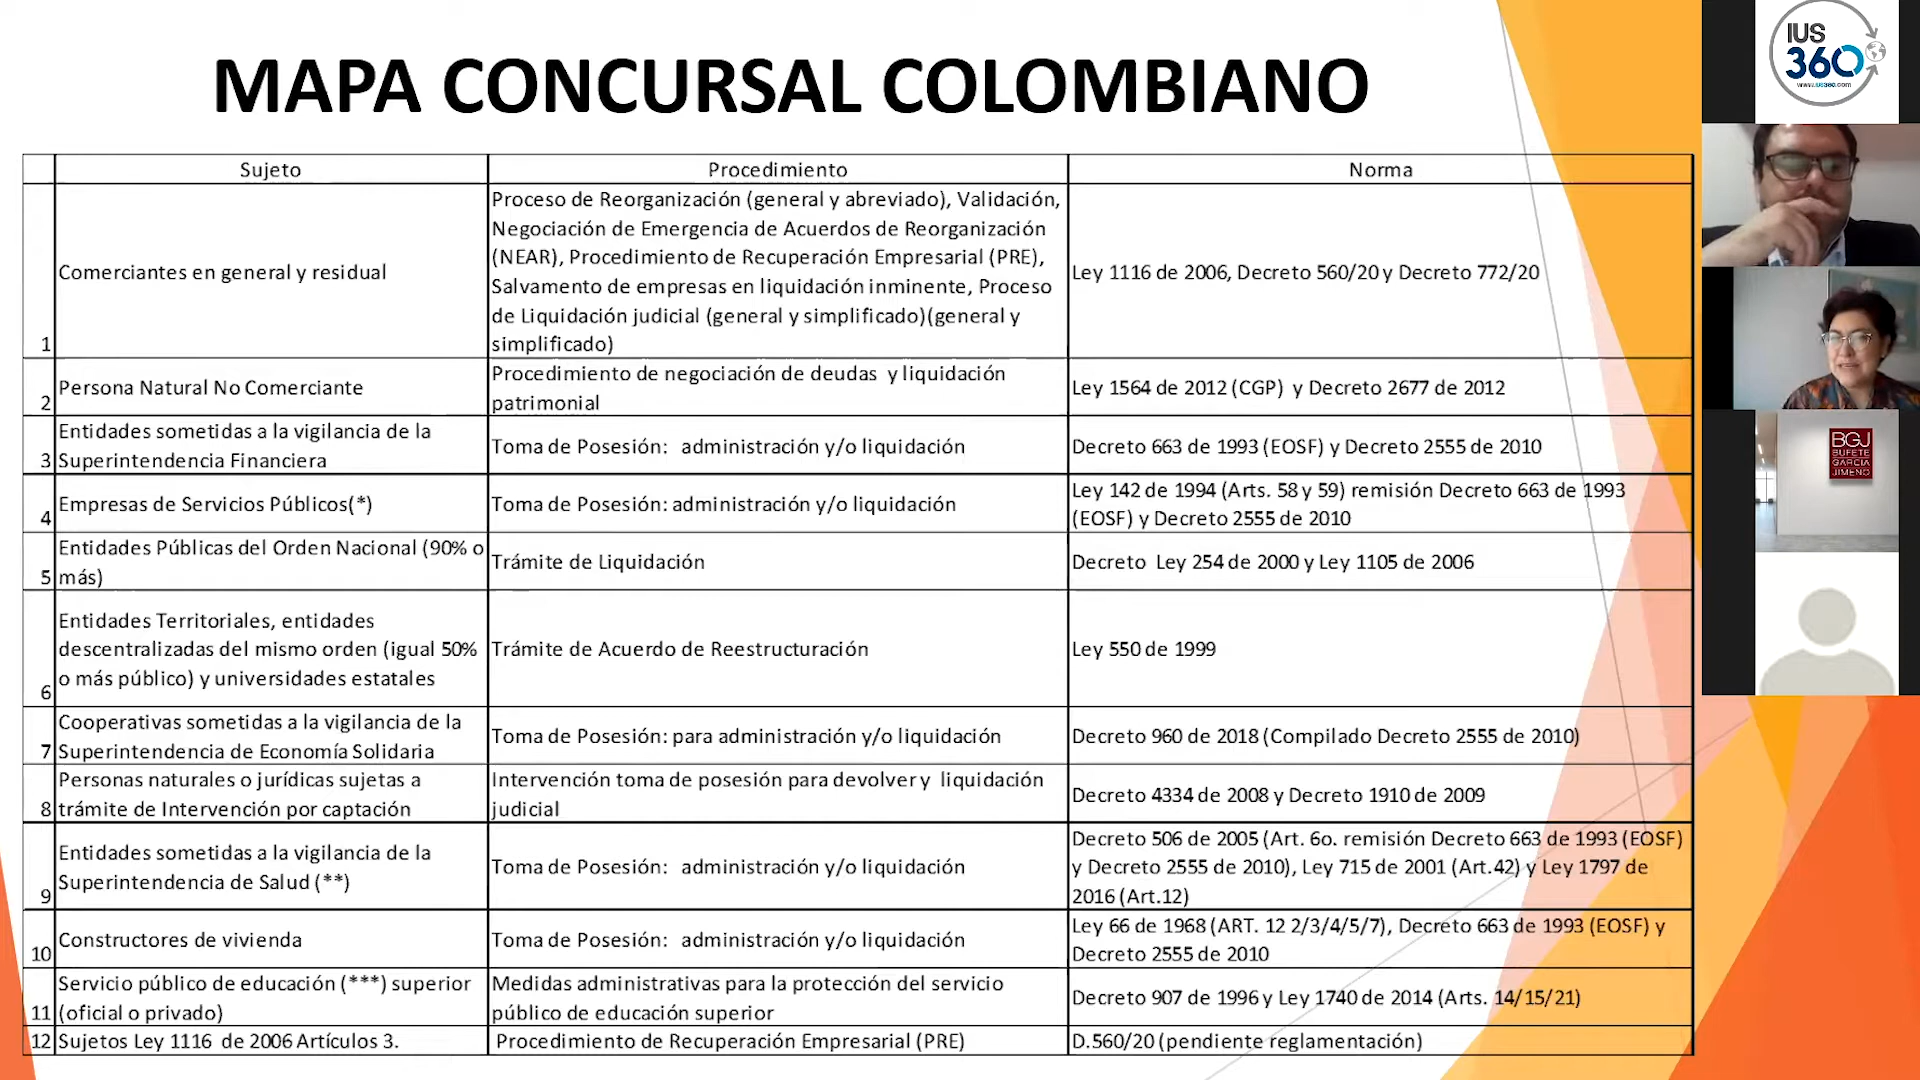 MAPA CONCURSAL COLOMBIANO
Sujeto
Procedimiento
Norma
1
Comerciantes en general y residual
Proceso de Reorganización (general y abreviado), Validación,
Negociación de Emergencia de Acuerdos de Reorganización
(NEAR), Procedimiento de Recuperación Empresarial (PRE),
Salvamento de empresas en liquidación inminente, Proceso
de Liquidación judicial (general y simplificado)(general y
simplificado)
Ley 1116 de 2006, Decreto 560/20 y Decreto 772/20
2
Persona Natural No Comerciante
Procedimiento de negociación de deudas y liquidación
patrimonial
Ley 1564 de 2012 (CGP) y Decreto 2677 de 2012
3
Entidades sometidas a la vigilancia de la
Superintendencia Financiera
Toma de Posesión: administración y/o liquidación
Decreto 663 de 1993 (EOSF) y Decreto 2555 de 2010
4
Empresas de Servicios Públicos(*)
Toma de Posesión: administración y/o liquidación
Ley 142 de 1994 (Arts. 58 y 59) remisión Decreto 663 de 1993
(EOSF) y Decreto 2555 de 2010
5
Entidades Públicas del Orden Nacional (90% o
más)
Trámite de Liquidación
Decreto Ley 254 de 2000 y Ley 1105 de 2006
6
Entidades Territoriales, entidades
descentralizadas del mismo orden (igual 50%
o más público) y universidades estatales
Trámite de Acuerdo de Reestructuración
Ley 550 de 1999
7
Cooperativas sometidas a la vigilancia de la
Superintendencia de Economía Solidaria
Toma de Posesión: para administración y/o liquidación
Decreto 960 de 2018 (Compilado Decreto 2555 de 2010)
8
Personas naturales o jurídicas sujetas a
trámite de Intervención por captación
Intervención toma de posesión para devolver y liquidación
judicial
Decreto 4334 de 2008 y Decreto 1910 de 2009
9
Entidades sometidas a la vigilancia de la
Superintendencia de Salud (**)
Toma de Posesión: administración y/o liquidación
Decreto 506 de 2005 (Art. 6o. remisión Decreto 663 de 1993 (EOSF)
y Decreto 2555 de 2010), Ley 715 de 2001 (Art.42) y Ley 1797 de
2016 (Art.12)
10
Constructores de vivienda
Toma de Posesión: administración y/o liquidación
Ley 66 de 1968 (ART. 12 2/3/4/5/7), Decreto 663 de 1993 (EOSF) y
Decreto 2555 de 2010
11
Servicio público de educación (***) superior
(oficial o privado)
Medidas administrativas para la protección del servicio
público de educación superior
Decreto 907 de 1996 y Ley 1740 de 2014 (Arts. 14/15/21)
12
Sujetos Ley 1116 de 2006 Artículos 3.
Procedimiento de Recuperación Empresarial (PRE)
D.560/20 (pendiente reglamentación)
IUS
360
www.ius360.com
BGJ
BUFETE
GARCIA
JIMENO